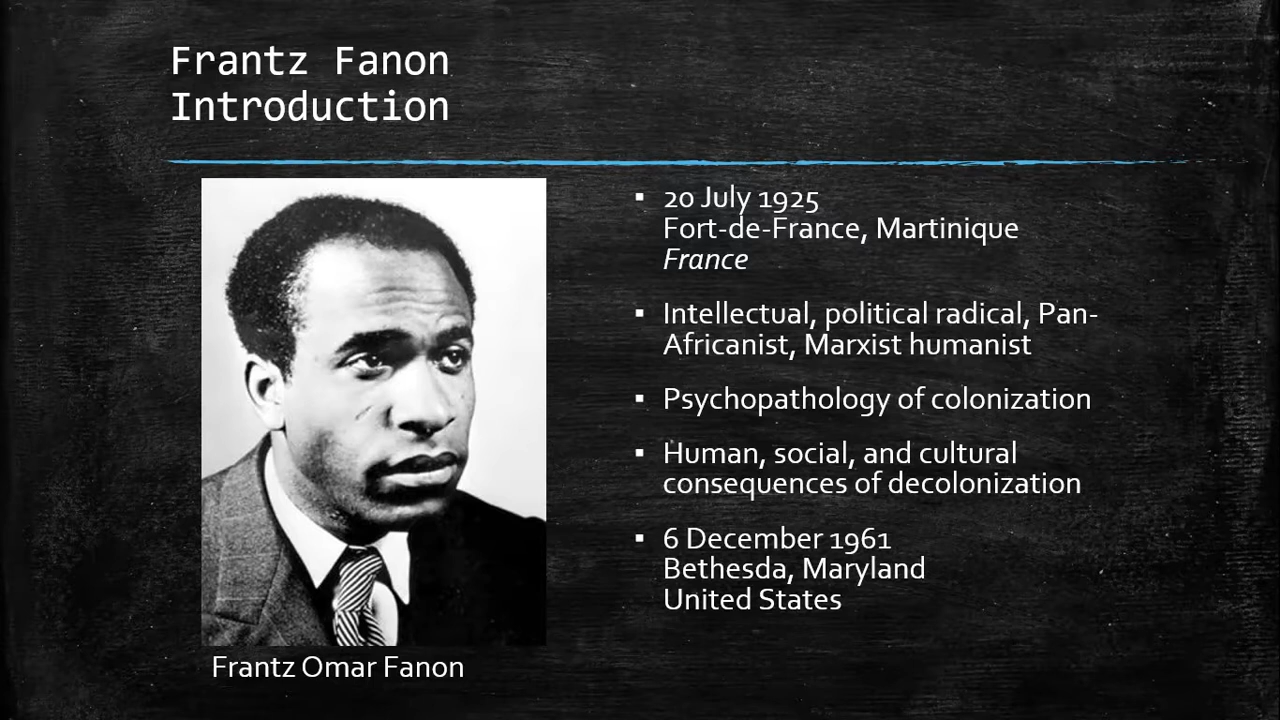 Frantz Fanon
Introduction
20 July 1925
Fort-de-France, Martinique
France
Intellectual, political radical, Pan-
Africanist, Marxist humanist
Psychopathology of colonization
Human, social, and cultural
consequences of decolonization
6 December 1961
Bethesda, Maryland
United States
Frantz Omar Fanon